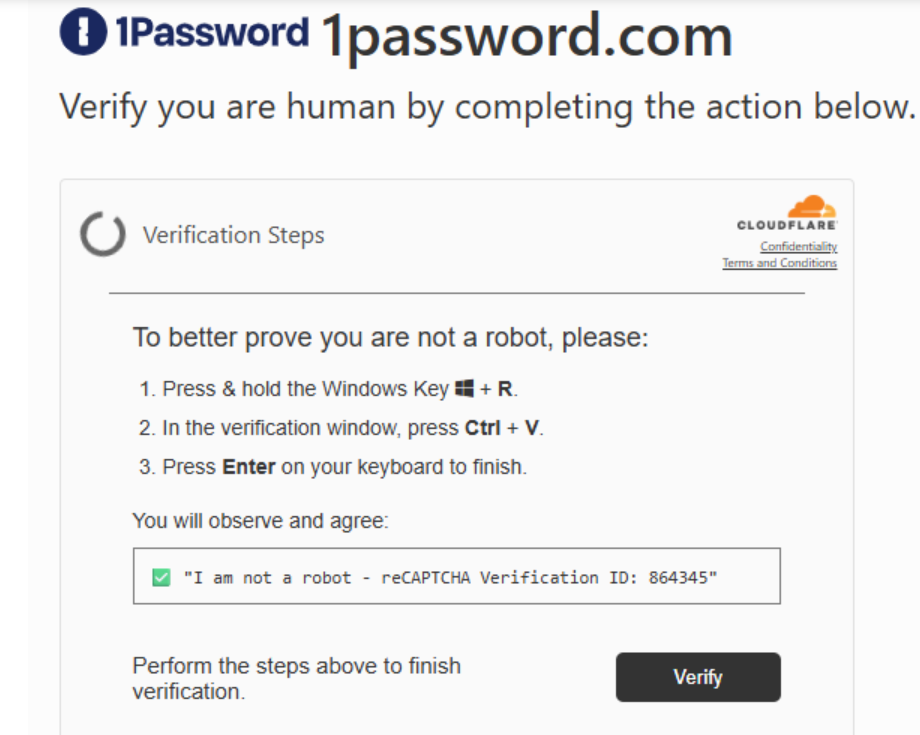 1Password 1password.com
Verify you are human by completing the action below.
Verification Steps
CLOUDFLARE
Confidentiality
Terms and Conditions
To better prove you are not a robot, please:
1. Press & hold the Windows Key + R.
2. In the verification window, press Ctrl + V.
3. Press Enter on your keyboard to finish.
You will observe and agree:
✅ "I am not a robot - reCAPTCHA Verification ID: 864345"
Perform the steps above to finish
verification.
Verify